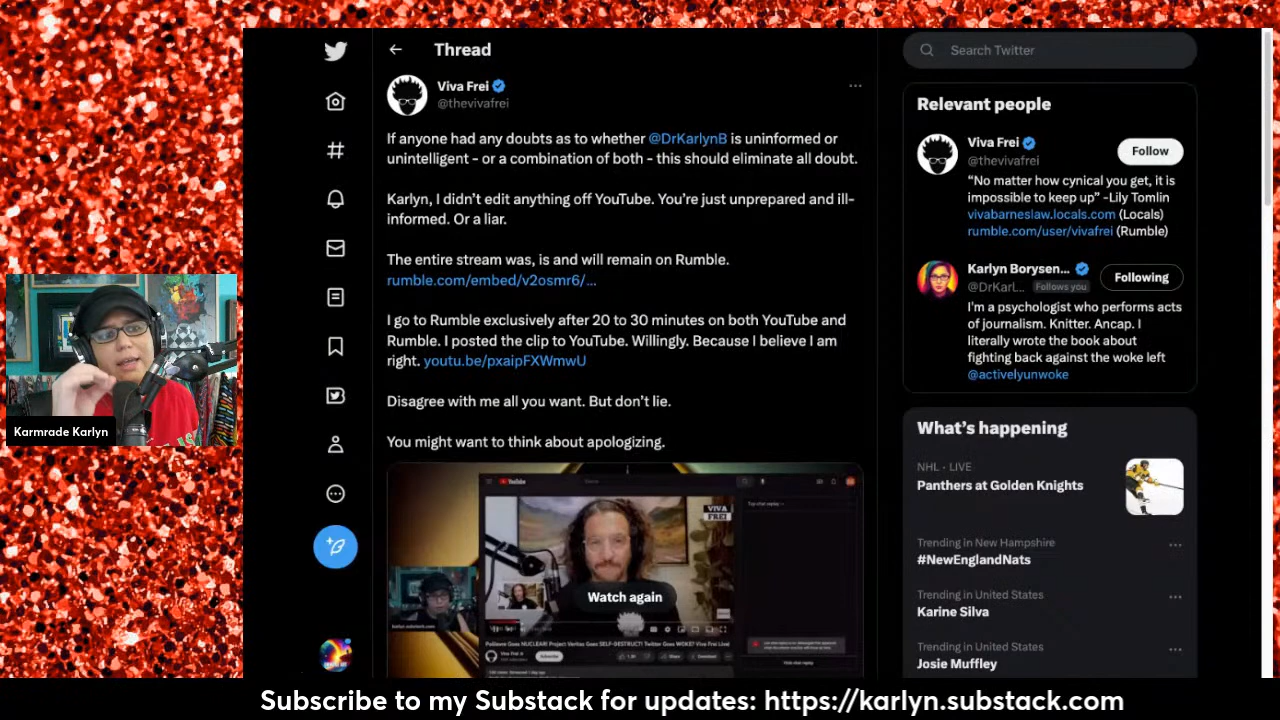 Thread
Search Twitter
Viva Frei
@thevivafrei
If anyone had any doubts as to whether @DrKarlynB is uninformed or
unintelligent - or a combination of both - this should eliminate all doubt.
Karlyn, I didn't edit anything off YouTube. You're just unprepared and ill-
informed. Or a liar.
The entire stream was, is and will remain on Rumble.
rumble.com/embed/v2osmr6/...
I go to Rumble exclusively after 20 to 30 minutes on both YouTube and
Rumble. I posted the clip to YouTube. Willingly. Because I believe I am
right. youtu.be/pxaipFXWmwU
Disagree with me all you want. But don't lie.
You might want to think about apologizing.
YouTube
VIVA
FREI
Watch again
Viva Frei
Relevant people
Viva Frei
@thevivafrei
Follow
“No matter how cynical you get, it is
impossible to keep up” -Lily Tomlin
vivabarneslaw.locals.com (Locals)
rumble.com/user/vivafrei (Rumble)
Karlyn Borysen...
@DrKarl... Follows you
Following
I'm a psychologist who performs acts
of journalism. Knitter. Ancap. I
literally wrote the book about
fighting back against the woke left
@activelyunwoke
What's happening
NHL - LIVE
Panthers at Golden Knights
Trending in New Hampshire
#NewEnglandNats
Trending in United States
Karine Silva
Trending in United States
Josie Muffley
Karmrade Karlyn
Subscribe to my Substack for updates: https://karlyn.substack.com